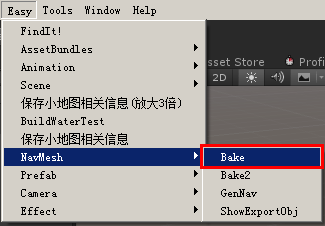 Easy Tools Window Help
FindIt!
AssetBundles
Animation
Scene
保存小地图相关信息(放大3倍)
BuildWaterTest
保存小地图相关信息
NavMesh
Prefab
Camera
Effect
sset Store
Profi
2D
Bake
Bake2
GenNav
ShowExportObj